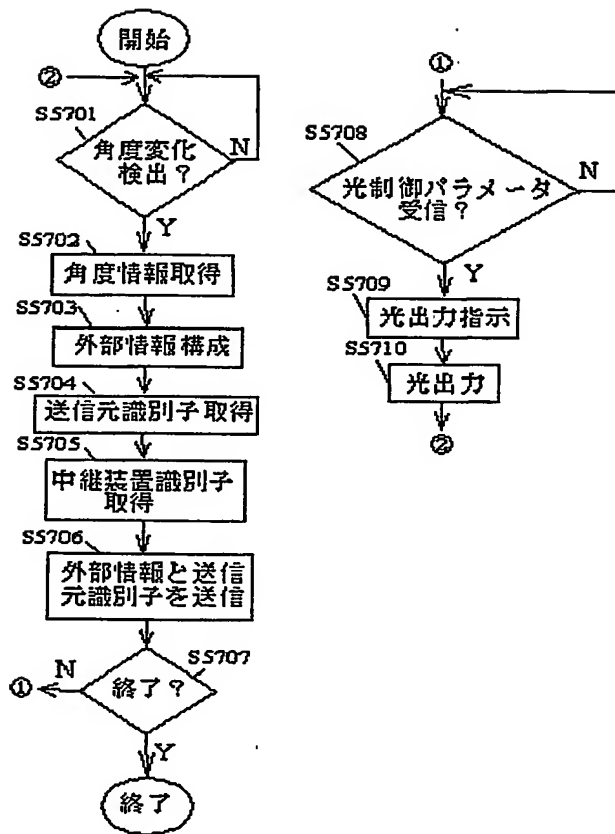 開始
②
S5701
角度変化
検出？
N
Y
S5702
角度情報取得
S5703
外部情報構成
S5704
送信元識別子取得
S5705
中継装置識別子
取得
S5706
外部情報と送信
元識別子を送信
S5707
終了？
N
①
Y
終了
①
S5708
光制御パラメータ
受信？
N
Y
S5709
光出力指示
S5710
光出力
②